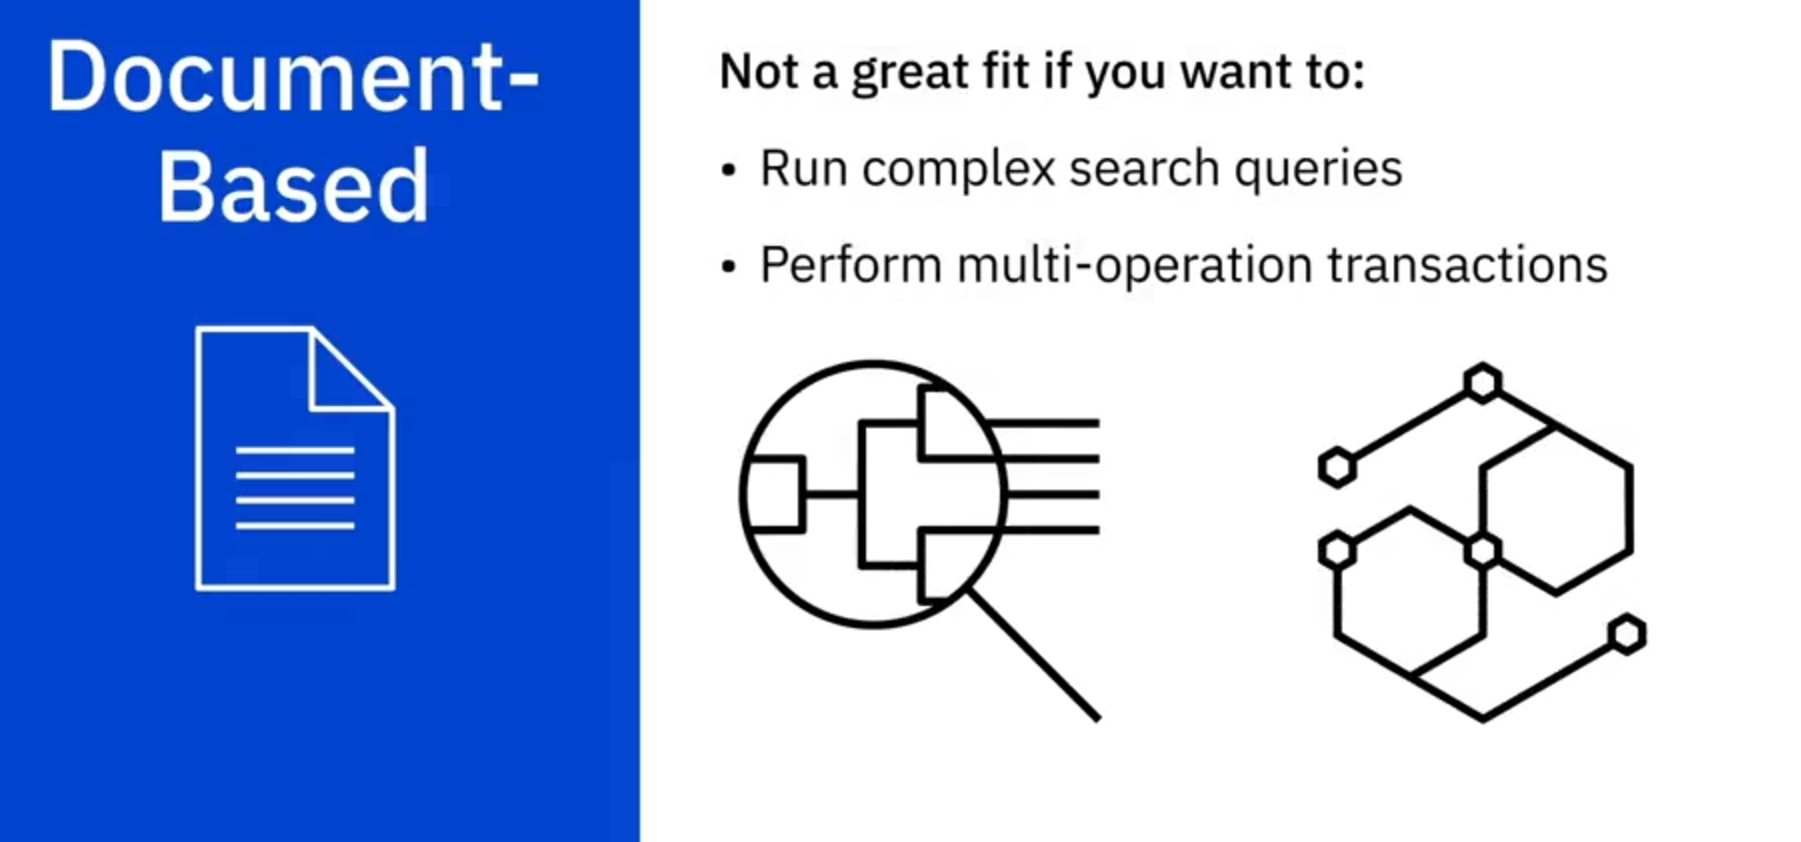 Document-
Based
Not a great fit if you want to:
• Run complex search queries
• Perform multi-operation transactions